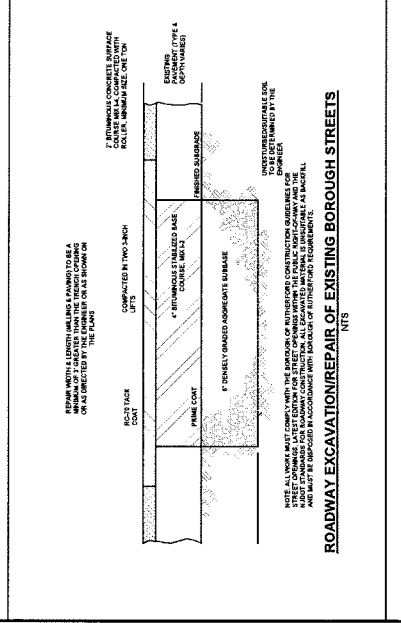 REPAIR WIDTH & LENGTH (MILLING & PAVING) TO BE A
MINIMUM OF 3' GREATER THAN THE TRENCH OPENING
OR AS DIRECTED BY THE ENGINEER OR AS SHOWN ON
THE PLANS
2" BITUMINOUS CONCRETE SURFACE
COURSE MIX I-4, COMPACTED WITH
ROLLER, MINIMUM SIZE, ONE TON
RC-70 TACK
COAT
COMPACTED IN TWO 3-INCH
LIFTS
EXISTING
PAVEMENT (TYPE &
DEPTH VARIES)
PRIME COAT
4" BITUMINOUS STABILIZED BASE
COURSE, MIX I-2
FINISHED SUBGRADE
6" DENSELY GRADED AGGREGATE SUBBASE
UNDISTURBED/SUITABLE SOIL
TO BE DETERMINED BY THE
ENGINEER
NOTE: ALL WORK MUST COMPLY WITH THE BOROUGH OF RUTHERFORD CONSTRUCTION GUIDELINES FOR
STREET OPENINGS, LATEST EDITION FOR STREET OPENINGS WITHIN THE PUBLIC RIGHT-OF-WAY AND THE
NJDOT STANDARDS FOR ROADWAY CONSTRUCTION. ALL EXCAVATED MATERIAL IS UNSUITABLE AS BACKFILL
AND MUST BE DISPOSED IN ACCORDANCE WITH BOROUGH OF RUTHERFORD REQUIREMENTS.
ROADWAY EXCAVATION/REPAIR OF EXISTING BOROUGH STREETS
NTS